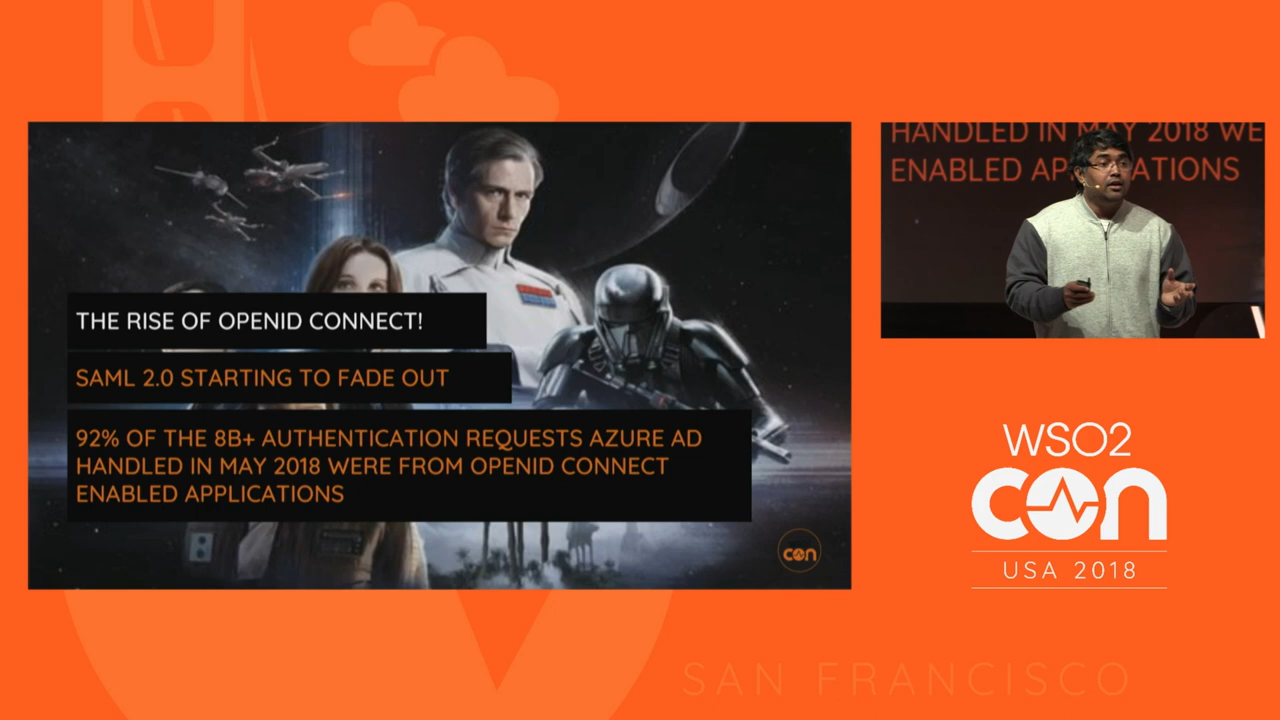 THE RISE OF OPENID CONNECT!
SAML 2.0 STARTING TO FADE OUT
92% OF THE 8B+ AUTHENTICATION REQUESTS AZURE AD
HANDLED IN MAY 2018 WERE FROM OPENID CONNECT
ENABLED APPLICATIONS
con
HANDLED IN MAY 2018 WE
ENABLED AP ATIONS
WSO2
con
USA 2018
SAN FRANCISCO